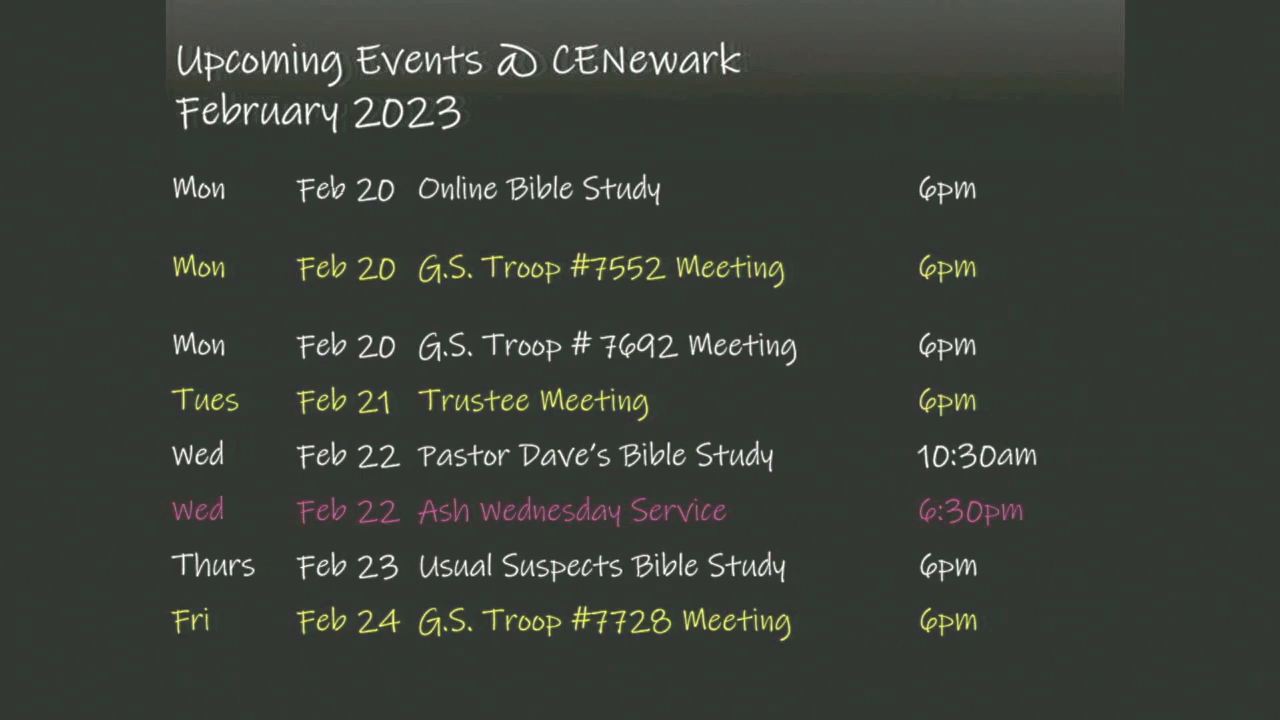 Upcoming Events @ CENewark
February 2023
Mon Feb 20 Online Bible Study 6pm
Mon Feb 20 G.S. Troop #7552 Meeting 6pm
Mon Feb 20 G.S. Troop # 7692 Meeting 6pm
Tues Feb 21 Trustee Meeting 6pm
Wed Feb 22 Pastor Dave's Bible Study 10:30am
Wed Feb 22 Ash Wednesday Service 6:30pm
Thurs Feb 23 Usual Suspects Bible Study 6pm
Fri Feb 24 G.S. Troop #7728 Meeting 6pm